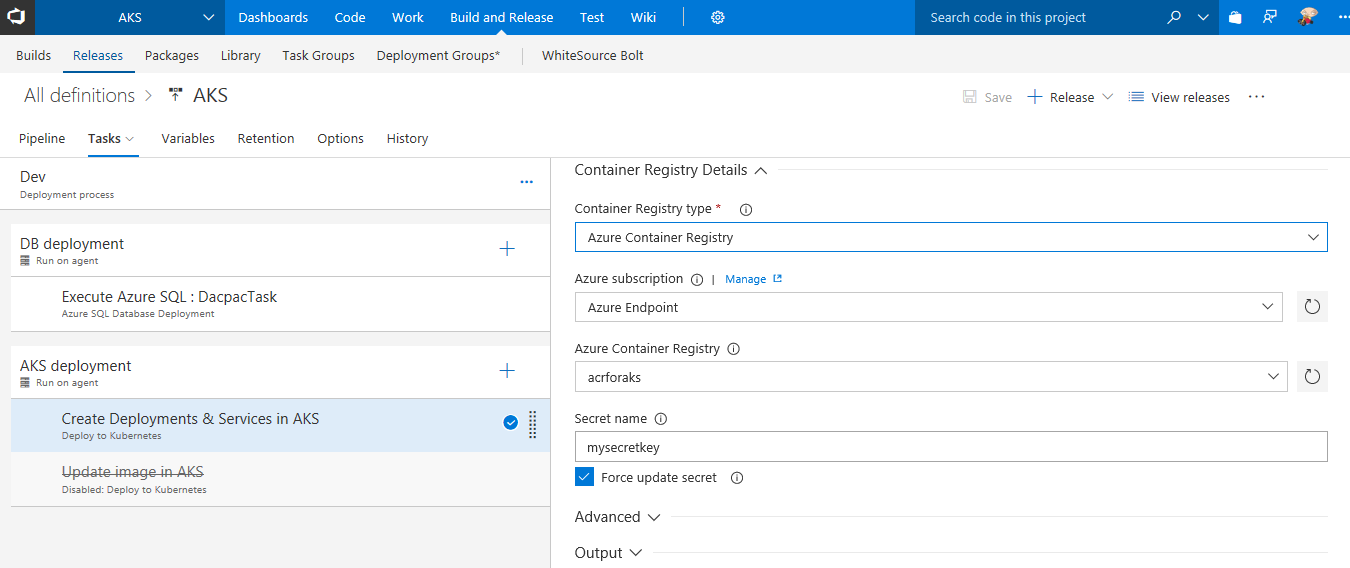 AKS Dashboards Code Work Build and Release Test Wiki Search code in this project
Builds Releases Packages Library Task Groups Deployment Groups* WhiteSource Bolt
All definitions > AKS Save + Release View releases ...
Pipeline Tasks Variables Retention Options History
Dev
Deployment process
...
DB deployment
Run on agent
Execute Azure SQL : DacpacTask
Azure SQL Database Deployment
AKS deployment
Run on agent
Create Deployments & Services in AKS
Deploy to Kubernetes
Update image in AKS
Disabled: Deploy to Kubernetes
Container Registry Details
Container Registry type *
Azure Container Registry
Azure subscription | Manage
Azure Endpoint
Azure Container Registry
acrforaks
Secret name
mysecretkey
Force update secret
Advanced
Output